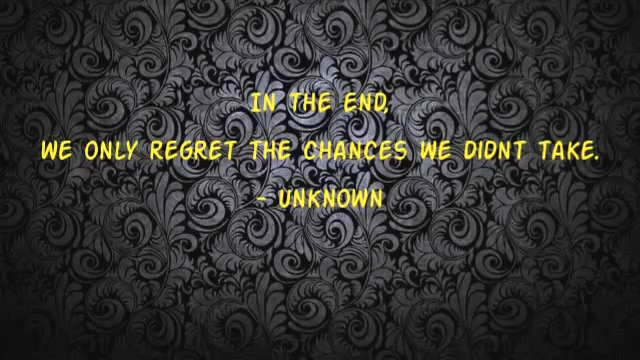 IN THE END,
WE ONLY REGRET THE CHANCES WE DIDNT TAKE.
- UNKNOWN